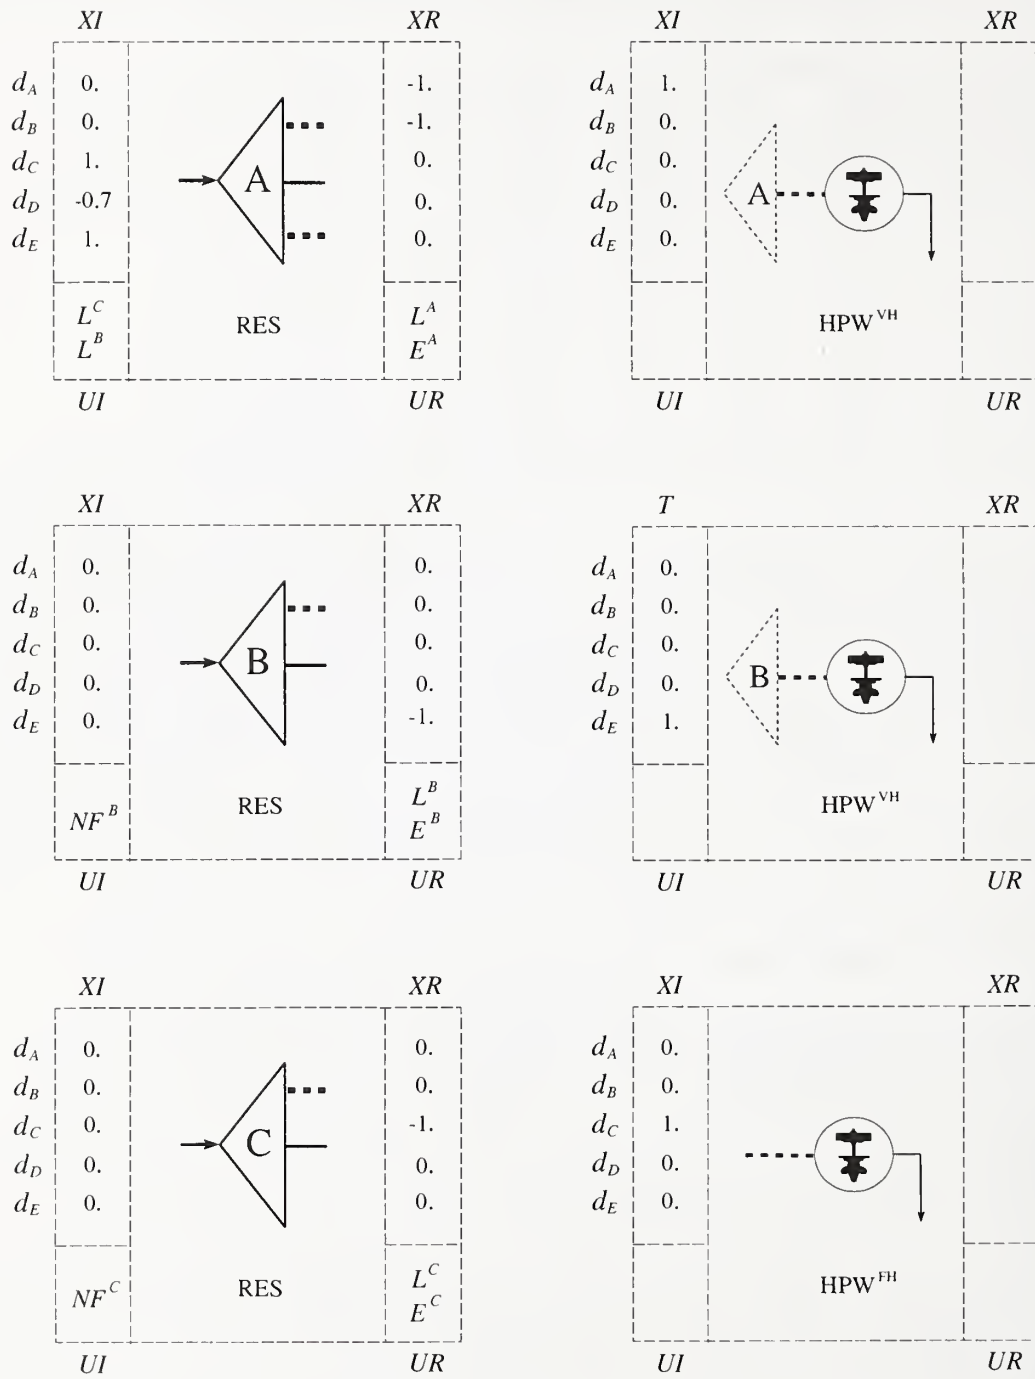 XI XR
d_A 0. -1.
d_B 0. -1.
d_C 1. A 0.
d_D -0.7 0.
d_E 1. 0.
L^C RES L^A
L^B E^A
UI UR
XI XR
d_A 1.
d_B 0.
d_C 0. A
d_D 0.
d_E 0.
HPW^VH
UI UR
XI XR
d_A 0. 0.
d_B 0. 0.
d_C 0. B 0.
d_D 0. 0.
d_E 0. -1.
NF^B RES L^B
E^B
UI UR
T XR
d_A 0.
d_B 0.
d_C 0. B
d_D 0.
d_E 1.
HPW^VH
UI UR
XI XR
d_A 0. 0.
d_B 0. 0.
d_C 0. C -1.
d_D 0. 0.
d_E 0. 0.
NF^C RES L^C
E^C
UI UR
XI XR
d_A 0.
d_B 0.
d_C 1.
d_D 0.
d_E 0.
HPW^FH
UI UR